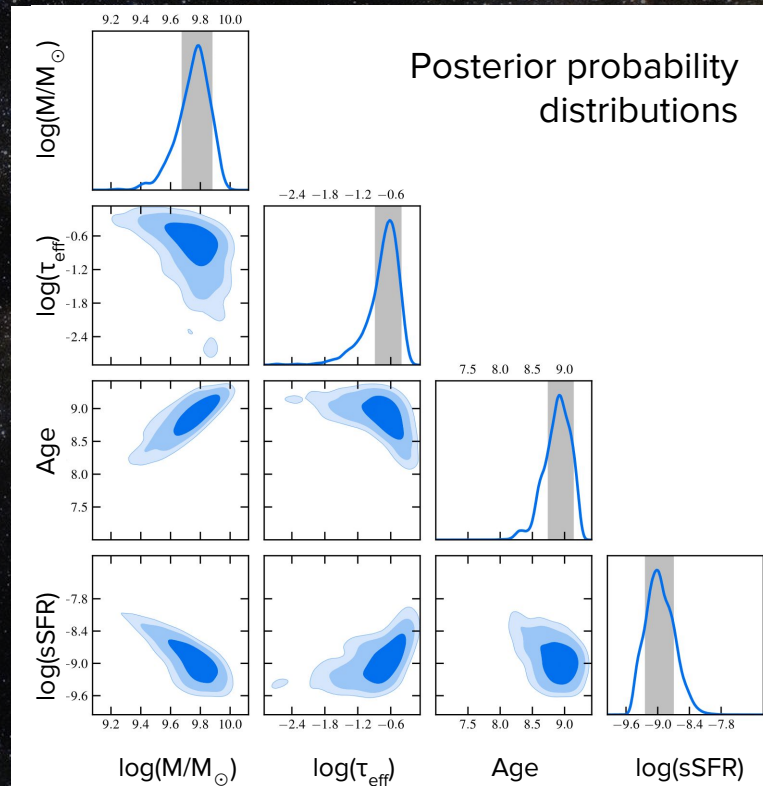 9.2 9.4 9.6 9.8 10.0
Posterior probability
distributions
log(M/M☉)
−2.4 −1.8 −1.2 −0.6
log(τeff)
−0.6
−1.2
−1.8
−2.4
7.5 8.0 8.5 9.0
Age
9.0
8.5
8.0
7.5
log(sSFR)
-7.8
-8.4
-9.0
-9.6
9.2 9.4 9.6 9.8 10.0
−2.4 −1.8 −1.2 −0.6
7.5 8.0 8.5 9.0
−9.6 −9.0 −8.4 −7.8
log(M/M☉)
log(τeff)
Age
log(sSFR)